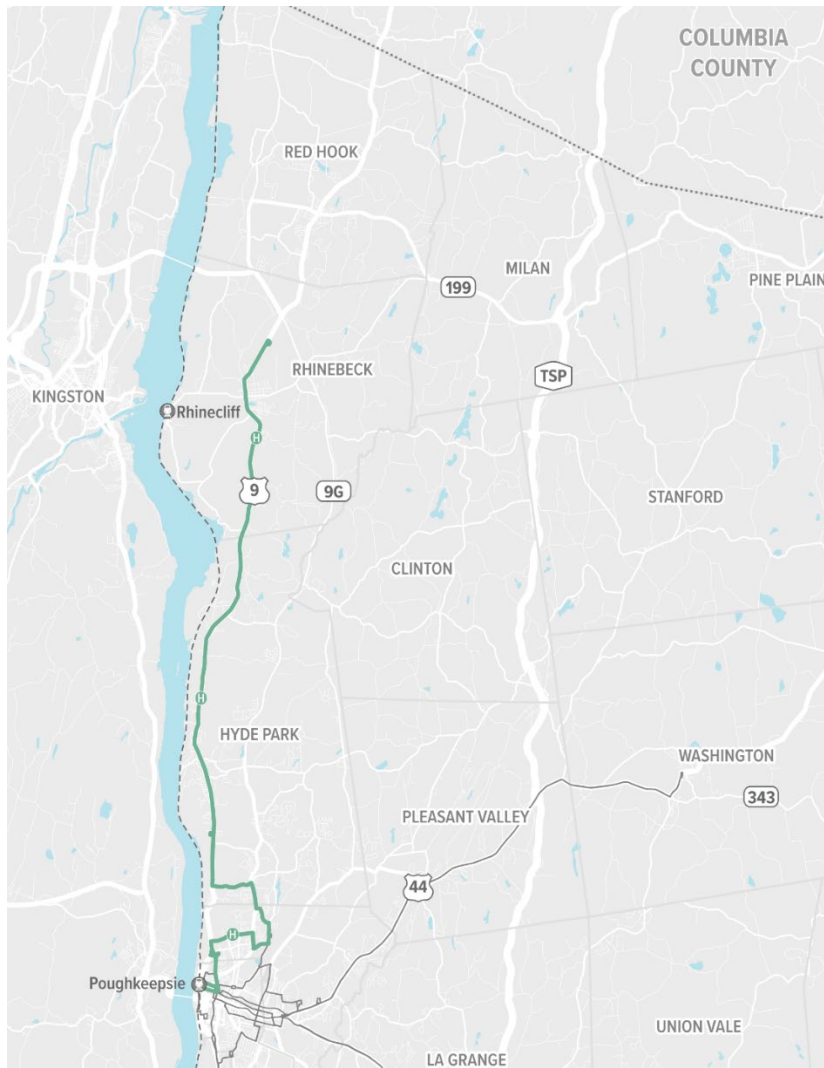 COLUMBIA
COUNTY
RED HOOK
MILAN
199
PINE PLAIN
RHINEBECK
TSP
KINGSTON
Rhinecliff
H
9
9G
STANFORD
CLINTON
H
HYDE PARK
WASHINGTON
343
PLEASANT VALLEY
44
H
Poughkeepsie
UNION VALE
LA GRANGE